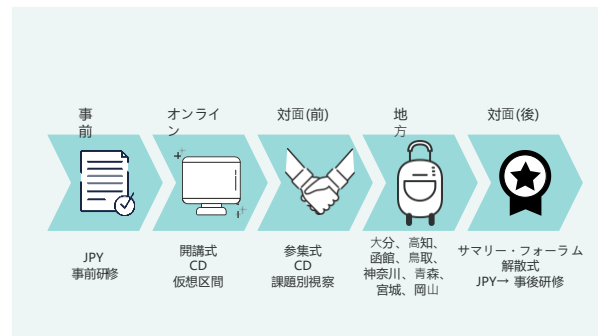 事
前
オンライ
ン
対面(前)
地
方
対面(後)
JPY
事前研修
開講式
CD
仮想区間
参集式
CD
課題別視察
大分、高知、
函館、鳥取、
神奈川、青森、
宮城、岡山
サマリー・フォーラム
解散式
JPY→ 事後研修